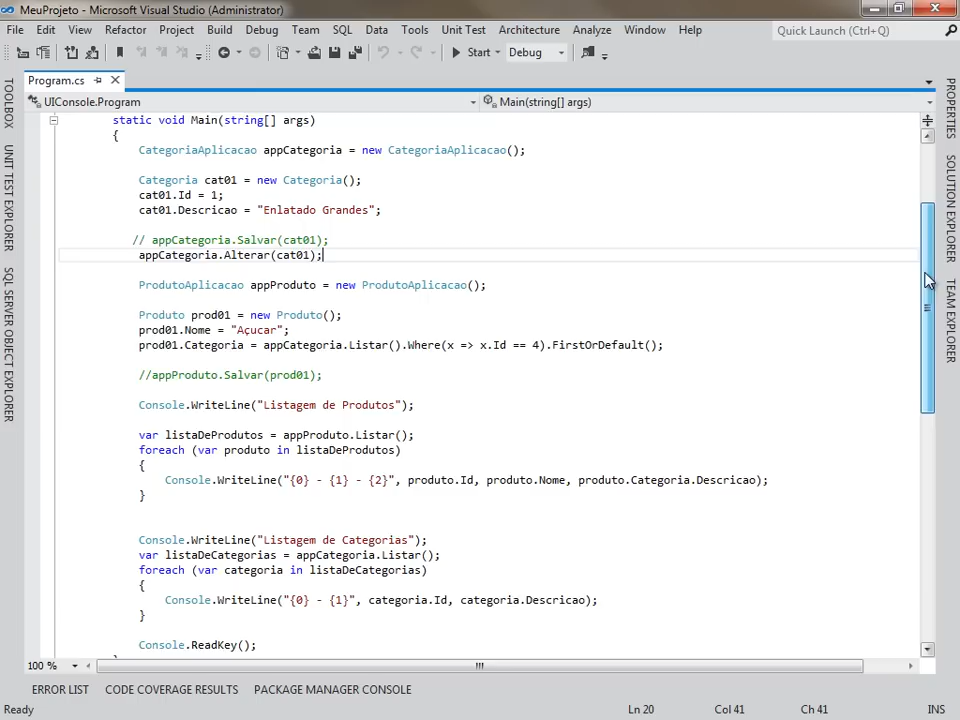 MeuProjeto - Microsoft Visual Studio (Administrator)
File Edit View Refactor Project Build Debug Team SQL Data Tools Unit Test Architecture Analyze Window Help Quick Launch (Ctrl+Q)
Start Debug
Program.cs
UIConsole.Program Main(string[] args)
static void Main(string[] args)
{
CategoriaAplicacao appCategoria = new CategoriaAplicacao();
Categoria cat01 = new Categoria();
cat01.Id = 1;
cat01.Descricao = "Enlatado Grandes";
// appCategoria.Salvar(cat01);
appCategoria.Alterar(cat01);
ProdutoAplicacao appProduto = new ProdutoAplicacao();
Produto prod01 = new Produto();
prod01.Nome = "Açucar";
prod01.Categoria = appCategoria.Listar().Where(x => x.Id == 4).FirstOrDefault();
//appProduto.Salvar(prod01);
Console.WriteLine("Listagem de Produtos");
var listaDeProdutos = appProduto.Listar();
foreach (var produto in listaDeProdutos)
{
Console.WriteLine("{0} - {1} - {2}", produto.Id, produto.Nome, produto.Categoria.Descricao);
}
Console.WriteLine("Listagem de Categorias");
var listaDeCategorias = appCategoria.Listar();
foreach (var categoria in listaDeCategorias)
{
Console.WriteLine("{0} - {1}", categoria.Id, categoria.Descricao);
}
Console.ReadKey();
100 %
ERROR LIST CODE COVERAGE RESULTS PACKAGE MANAGER CONSOLE
Ready Ln 20 Col 41 Ch 41 INS
TOOLBOX
UNIT TEST EXPLORER
SQL SERVER OBJECT EXPLORER
PROPERTIES
SOLUTION EXPLORER
TEAM EXPLORER